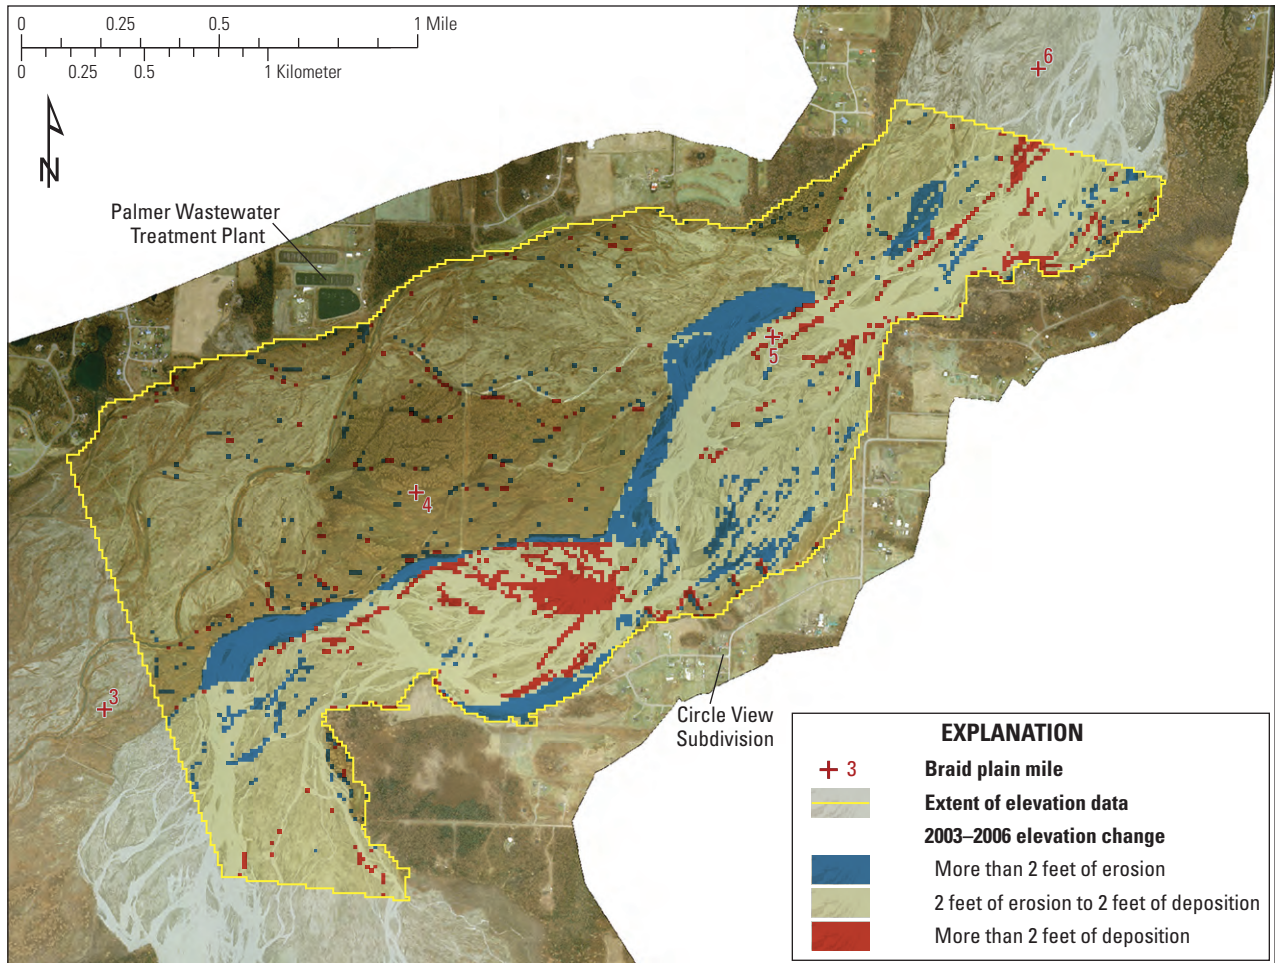 0 0.25 0.5 1 Mile
0 0.25 0.5 1 Kilometer
N
6
Palmer Wastewater
Treatment Plant
5
4
3
Circle View
Subdivision
EXPLANATION
3 Braid plain mile
Extent of elevation data
2003–2006 elevation change
More than 2 feet of erosion
2 feet of erosion to 2 feet of deposition
More than 2 feet of deposition